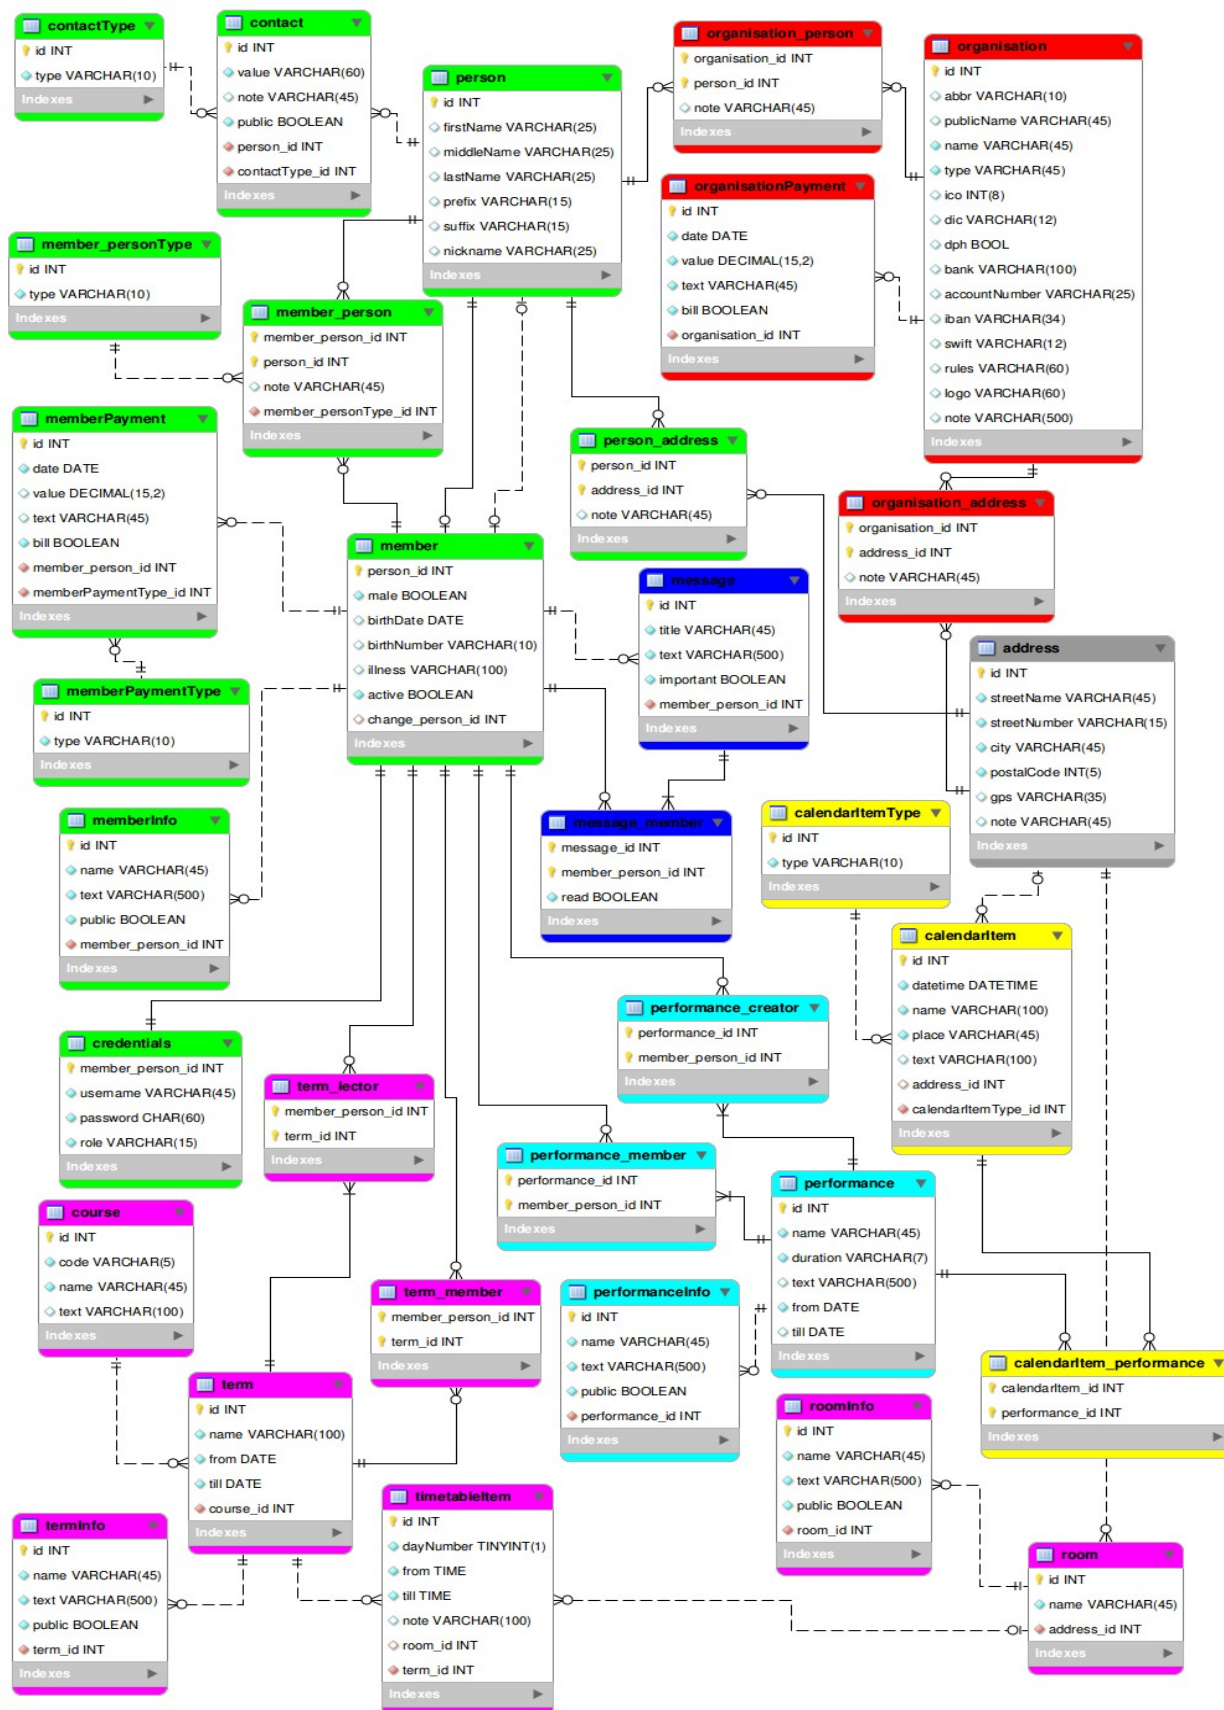 contactType
id INT
type VARCHAR(10)
Indexes
contact
id INT
value VARCHAR(60)
note VARCHAR(45)
public BOOLEAN
person_id INT
contactType_id INT
Indexes
person
id INT
firstName VARCHAR(25)
middleName VARCHAR(25)
lastName VARCHAR(25)
prefix VARCHAR(15)
suffix VARCHAR(15)
nickname VARCHAR(25)
Indexes
organisation_person
organisation_id INT
person_id INT
note VARCHAR(45)
Indexes
organisation
id INT
abbr VARCHAR(10)
publicName VARCHAR(45)
name VARCHAR(45)
type VARCHAR(45)
ico INT(8)
dic VARCHAR(12)
dph BOOL
bank VARCHAR(100)
accountNumber VARCHAR(25)
iban VARCHAR(34)
swift VARCHAR(12)
rules VARCHAR(60)
logo VARCHAR(60)
note VARCHAR(500)
Indexes
organisationPayment
id INT
date DATE
value DECIMAL(15,2)
text VARCHAR(45)
bill BOOLEAN
organisation_id INT
Indexes
member_personType
id INT
type VARCHAR(10)
Indexes
member_person
member_person_id INT
person_id INT
note VARCHAR(45)
member_personType_id INT
Indexes
memberPayment
id INT
date DATE
value DECIMAL(15,2)
text VARCHAR(45)
bill BOOLEAN
member_person_id INT
memberPaymentType_id INT
Indexes
person_address
person_id INT
address_id INT
note VARCHAR(45)
Indexes
organisation_address
organisation_id INT
address_id INT
note VARCHAR(45)
Indexes
member
person_id INT
male BOOLEAN
birthDate DATE
birthNumber VARCHAR(10)
illness VARCHAR(100)
active BOOLEAN
change_person_id INT
Indexes
message
id INT
title VARCHAR(45)
text VARCHAR(500)
important BOOLEAN
member_person_id INT
Indexes
address
id INT
streetName VARCHAR(45)
streetNumber VARCHAR(15)
city VARCHAR(45)
postalCode INT(5)
gps VARCHAR(35)
note VARCHAR(45)
Indexes
memberPaymentType
id INT
type VARCHAR(10)
Indexes
memberInfo
id INT
name VARCHAR(45)
text VARCHAR(500)
public BOOLEAN
member_person_id INT
Indexes
message_member
message_id INT
member_person_id INT
read BOOLEAN
Indexes
calendarItemType
id INT
type VARCHAR(10)
Indexes
calendarItem
id INT
datetime DATETIME
name VARCHAR(100)
place VARCHAR(45)
text VARCHAR(100)
address_id INT
calendarItemType_id INT
Indexes
performance_creator
performance_id INT
member_person_id INT
Indexes
credentials
member_person_id INT
username VARCHAR(45)
password CHAR(60)
role VARCHAR(15)
Indexes
term_lector
member_person_id INT
term_id INT
Indexes
performance_member
performance_id INT
member_person_id INT
Indexes
performance
id INT
name VARCHAR(45)
duration VARCHAR(7)
text VARCHAR(500)
from DATE
till DATE
Indexes
course
id INT
code VARCHAR(5)
name VARCHAR(45)
text VARCHAR(100)
Indexes
term_member
member_person_id INT
term_id INT
Indexes
performanceInfo
id INT
name VARCHAR(45)
text VARCHAR(500)
public BOOLEAN
performance_id INT
Indexes
calendarItem_performance
calendarItem_id INT
performance_id INT
Indexes
term
id INT
name VARCHAR(100)
from DATE
till DATE
course_id INT
Indexes
roomInfo
id INT
name VARCHAR(45)
text VARCHAR(500)
public BOOLEAN
room_id INT
Indexes
timetableItem
id INT
dayNumber TINYINT(1)
from TIME
till TIME
note VARCHAR(100)
room_id INT
term_id INT
Indexes
termInfo
id INT
name VARCHAR(45)
text VARCHAR(500)
public BOOLEAN
term_id INT
Indexes
room
id INT
name VARCHAR(45)
address_id INT
Indexes